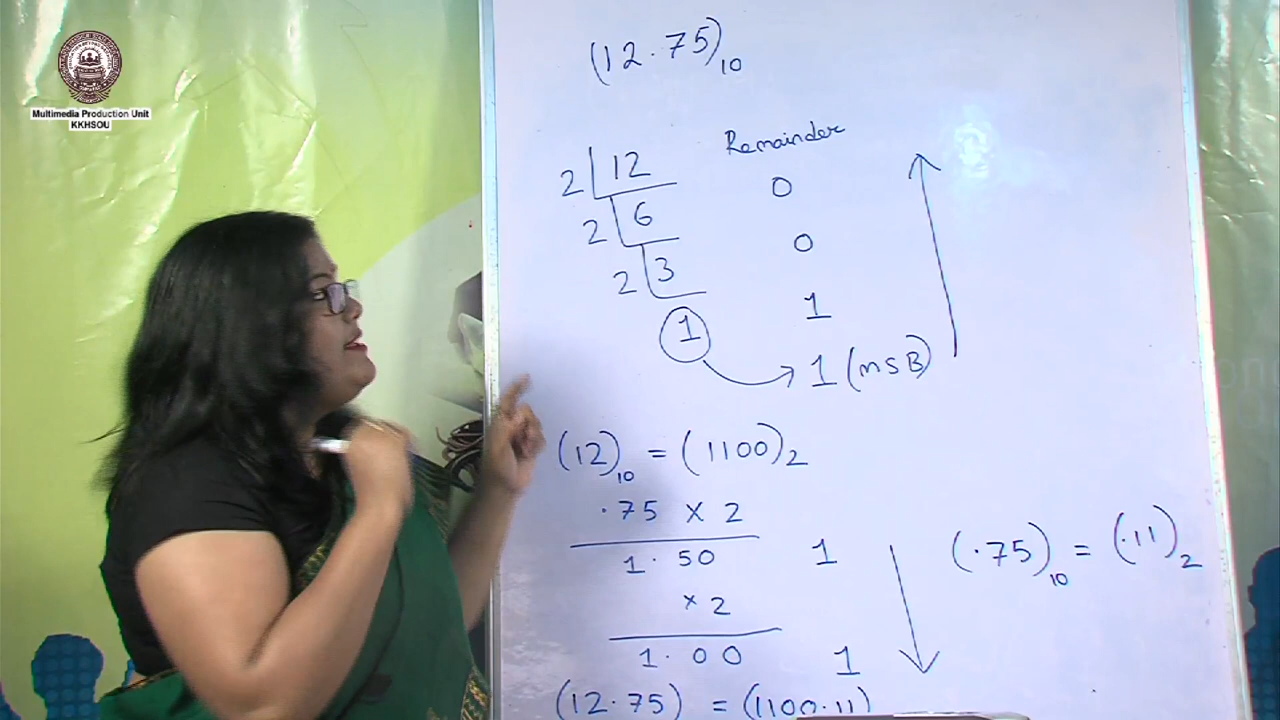 Multimedia Production Unit
KKHSOU
(12.75)10
Remainder
2 12 0
2 6 0
2 3 1
1 1 (MSB)
(12)10 = (1100)2
.75 x 2
1.50 1
(.75)10 = (.11)2
x 2
1.00 1
(12.75) = (1100.11)